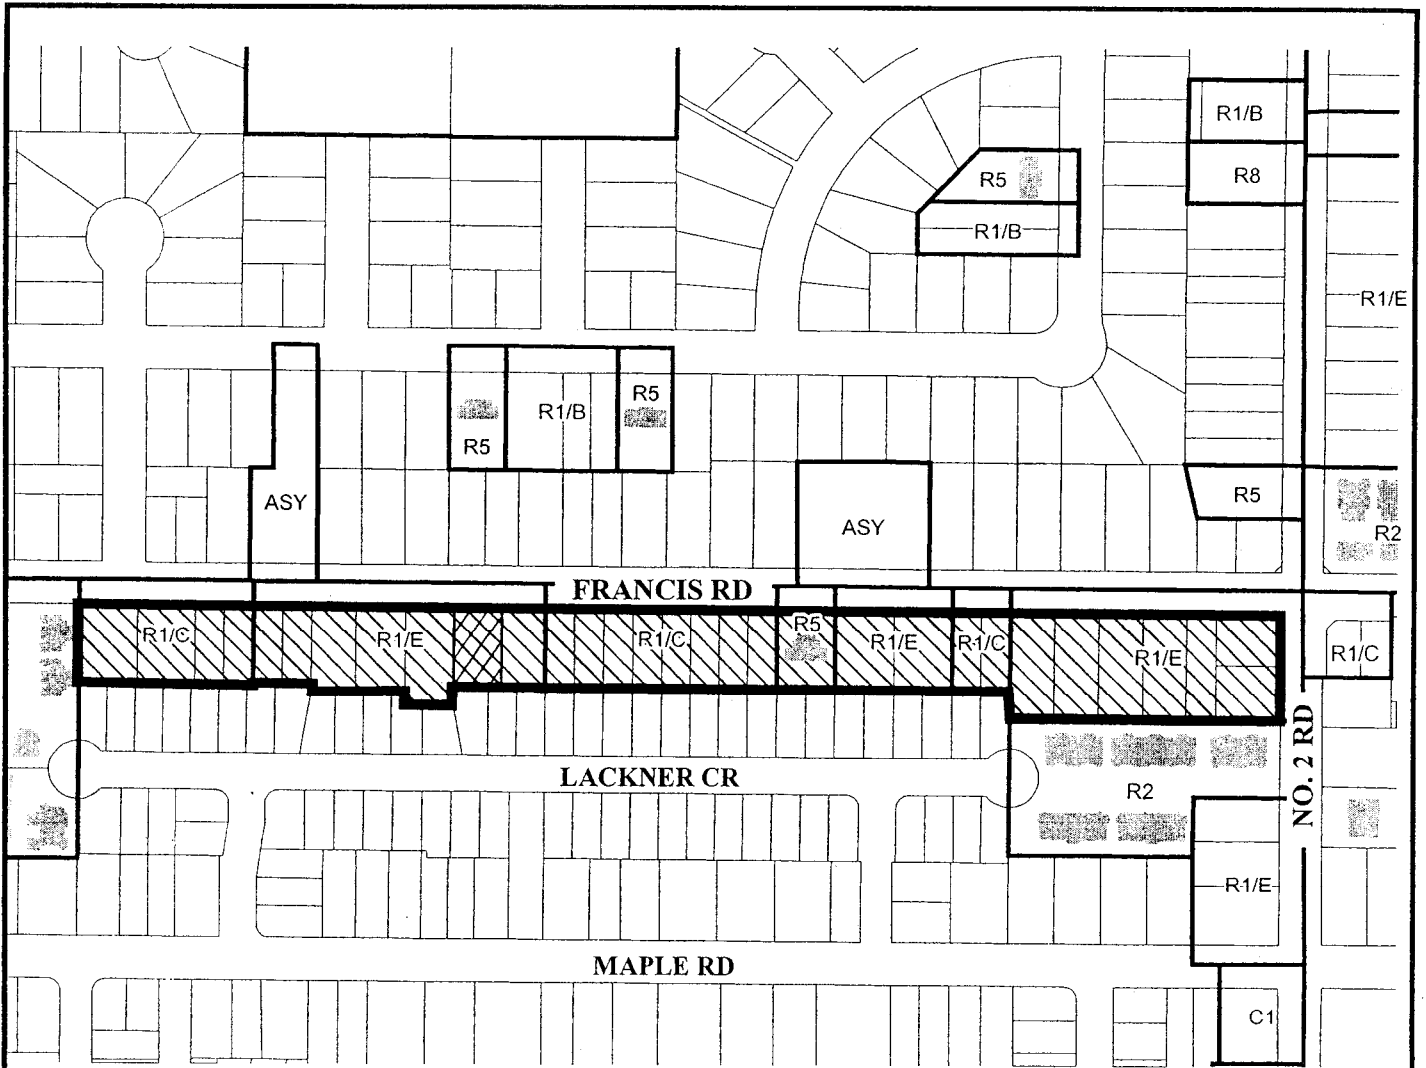 R1/B
R8
R5
R1/B
R1/E
R5
R1/B
R5
ASY
ASY
R5
R2
FRANCIS RD
R1/C
R1/E
R1/C
R5
R1/E
R1/C
R1/E
R1/C
NO. 2 RD
LACKNER CR
R2
R1/E
MAPLE RD
C1